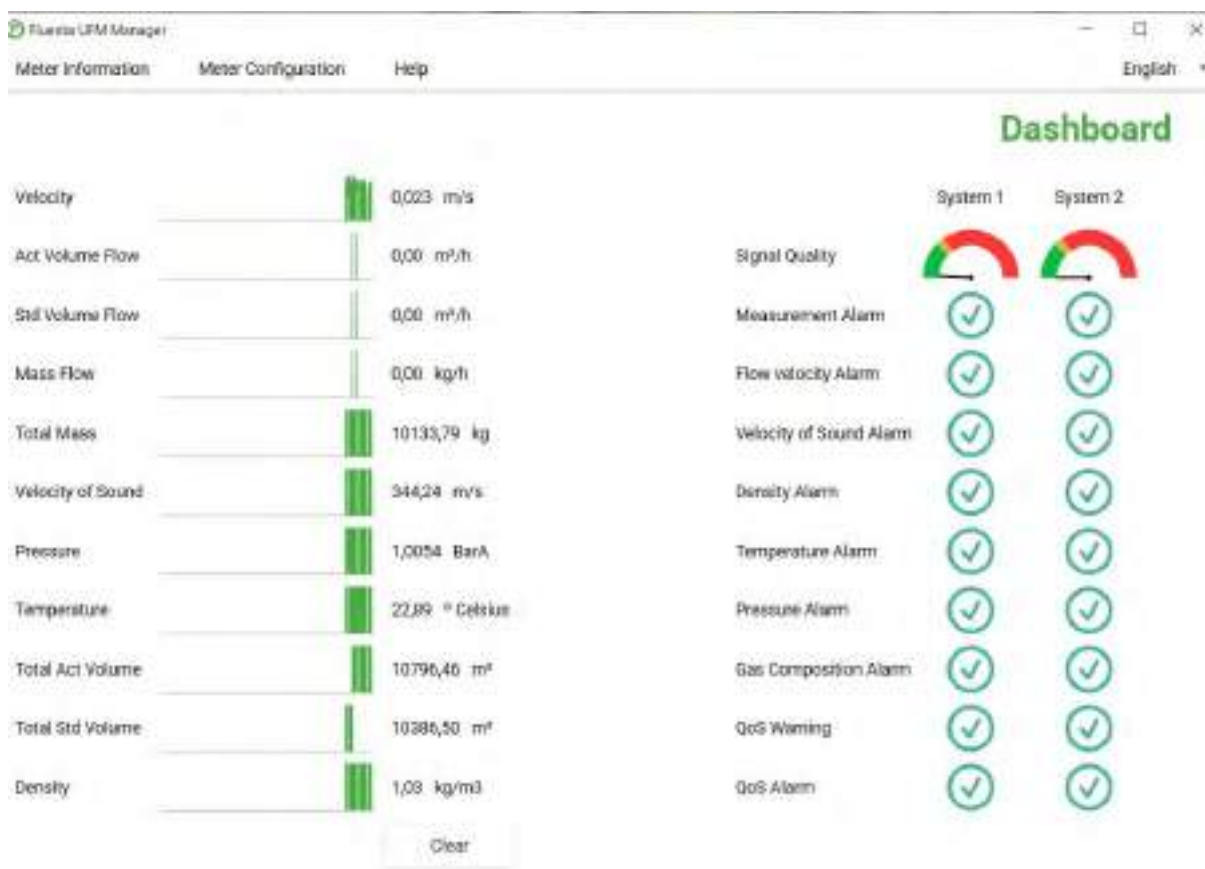 Fluenta UFM Manager
Meter Information Meter Configuration Help English
Dashboard
Velocity 0,023 m/s
Act Volume Flow 0,00 m³/h
Std Volume Flow 0,00 m³/h
Mass Flow 0,00 kg/h
Total Mass 10133,79 kg
Velocity of Sound 344,24 m/s
Pressure 1,0054 BarA
Temperature 22,89 º Celsius
Total Act Volume 10796,46 m³
Total Std Volume 10386,50 m³
Density 1,03 kg/m3
Clear
System 1 System 2
Signal Quality
Measurement Alarm
Flow velocity Alarm
Velocity of Sound Alarm
Density Alarm
Temperature Alarm
Pressure Alarm
Gas Composition Alarm
QoS Warning
QoS Alarm